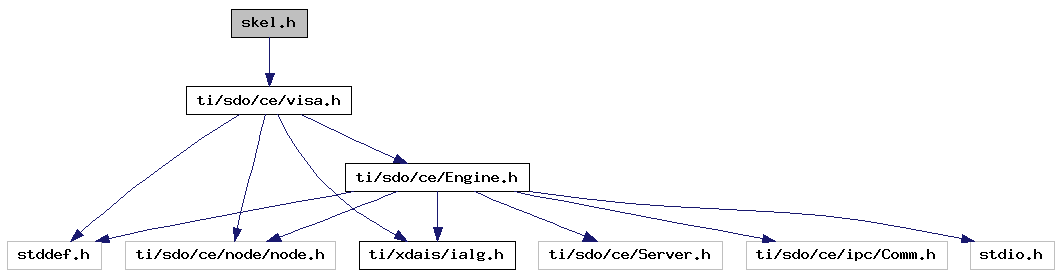 skel.h
ti/sdo/ce/visa.h
ti/sdo/ce/Engine.h
stddef.h
ti/sdo/ce/node/node.h
ti/xdais/ialg.h
ti/sdo/ce/Server.h
ti/sdo/ce/ipc/Comm.h
stdio.h